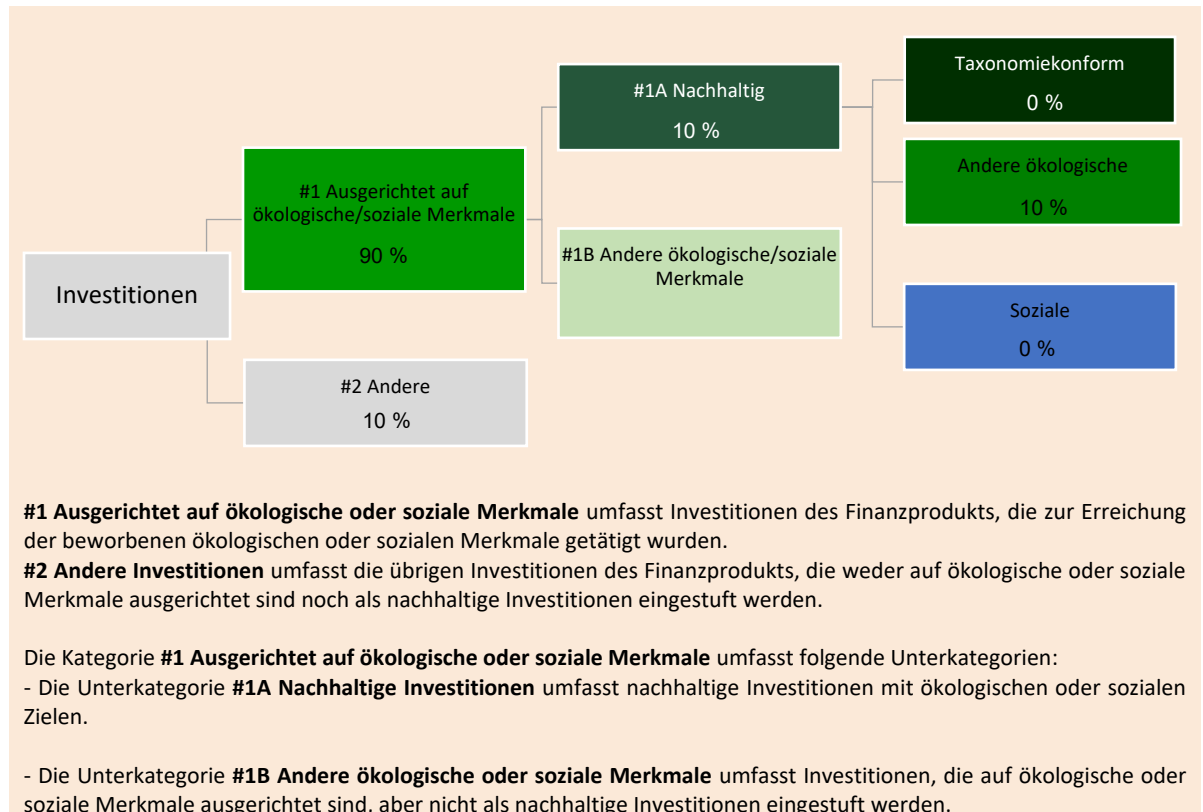 Investitionen
#1 Ausgerichtet auf
ökologische/soziale Merkmale
90 %
#2 Andere
10 %
#1A Nachhaltig
10 %
#1B Andere ökologische/soziale
Merkmale
Taxonomiekonform
0 %
Andere ökologische
10 %
Soziale
0 %
#1 Ausgerichtet auf ökologische oder soziale Merkmale umfasst Investitionen des Finanzprodukts, die zur Erreichung
der beworbenen ökologischen oder sozialen Merkmale getätigt wurden.
#2 Andere Investitionen umfasst die übrigen Investitionen des Finanzprodukts, die weder auf ökologische oder soziale
Merkmale ausgerichtet sind noch als nachhaltige Investitionen eingestuft werden.
Die Kategorie #1 Ausgerichtet auf ökologische oder soziale Merkmale umfasst folgende Unterkategorien:
- Die Unterkategorie #1A Nachhaltige Investitionen umfasst nachhaltige Investitionen mit ökologischen oder sozialen
Zielen.
- Die Unterkategorie #1B Andere ökologische oder soziale Merkmale umfasst Investitionen, die auf ökologische oder
soziale Merkmale ausgerichtet sind, aber nicht als nachhaltige Investitionen eingestuft werden.